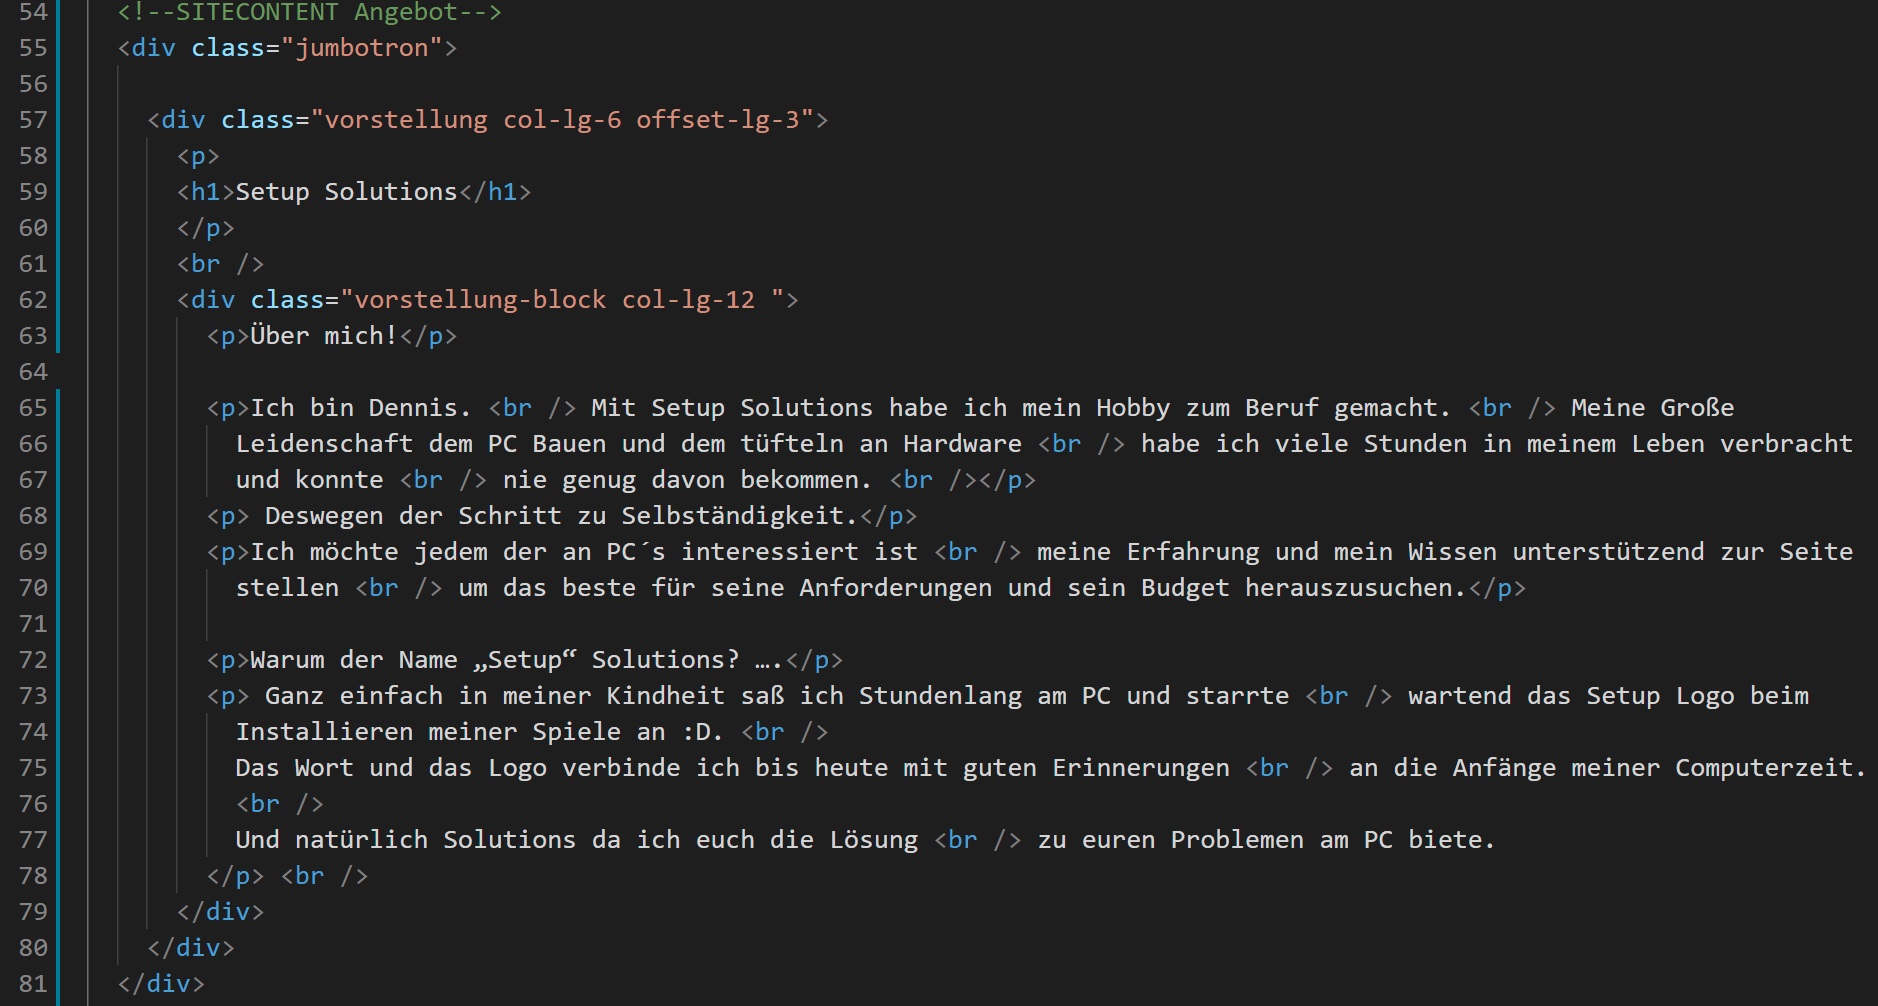 54 <!--SITECONTENT Angebot-->
55 <div class="jumbotron">
56
57 <div class="vorstellung col-lg-6 offset-lg-3">
58 <p>
59 <h1>Setup Solutions</h1>
60 </p>
61 <br />
62 <div class="vorstellung-block col-lg-12 ">
63 <p>Über mich!</p>
64
65 <p>Ich bin Dennis. <br /> Mit Setup Solutions habe ich mein Hobby zum Beruf gemacht. <br /> Meine Große
66 Leidenschaft dem PC Bauen und dem tüfteln an Hardware <br /> habe ich viele Stunden in meinem Leben verbracht
67 und konnte <br /> nie genug davon bekommen. <br /></p>
68 <p> Deswegen der Schritt zu Selbständigkeit.</p>
69 <p>Ich möchte jedem der an PC´s interessiert ist <br /> meine Erfahrung und mein Wissen unterstützend zur Seite
70 stellen <br /> um das beste für seine Anforderungen und sein Budget herauszusuchen.</p>
71
72 <p>Warum der Name „Setup“ Solutions? ….</p>
73 <p> Ganz einfach in meiner Kindheit saß ich Stundenlang am PC und starrte <br /> wartend das Setup Logo beim
74 Installieren meiner Spiele an :D. <br />
75 Das Wort und das Logo verbinde ich bis heute mit guten Erinnerungen <br /> an die Anfänge meiner Computerzeit.
76 <br />
77 Und natürlich Solutions da ich euch die Lösung <br /> zu euren Problemen am PC biete.
78 </p> <br />
79 </div>
80 </div>
81 </div>